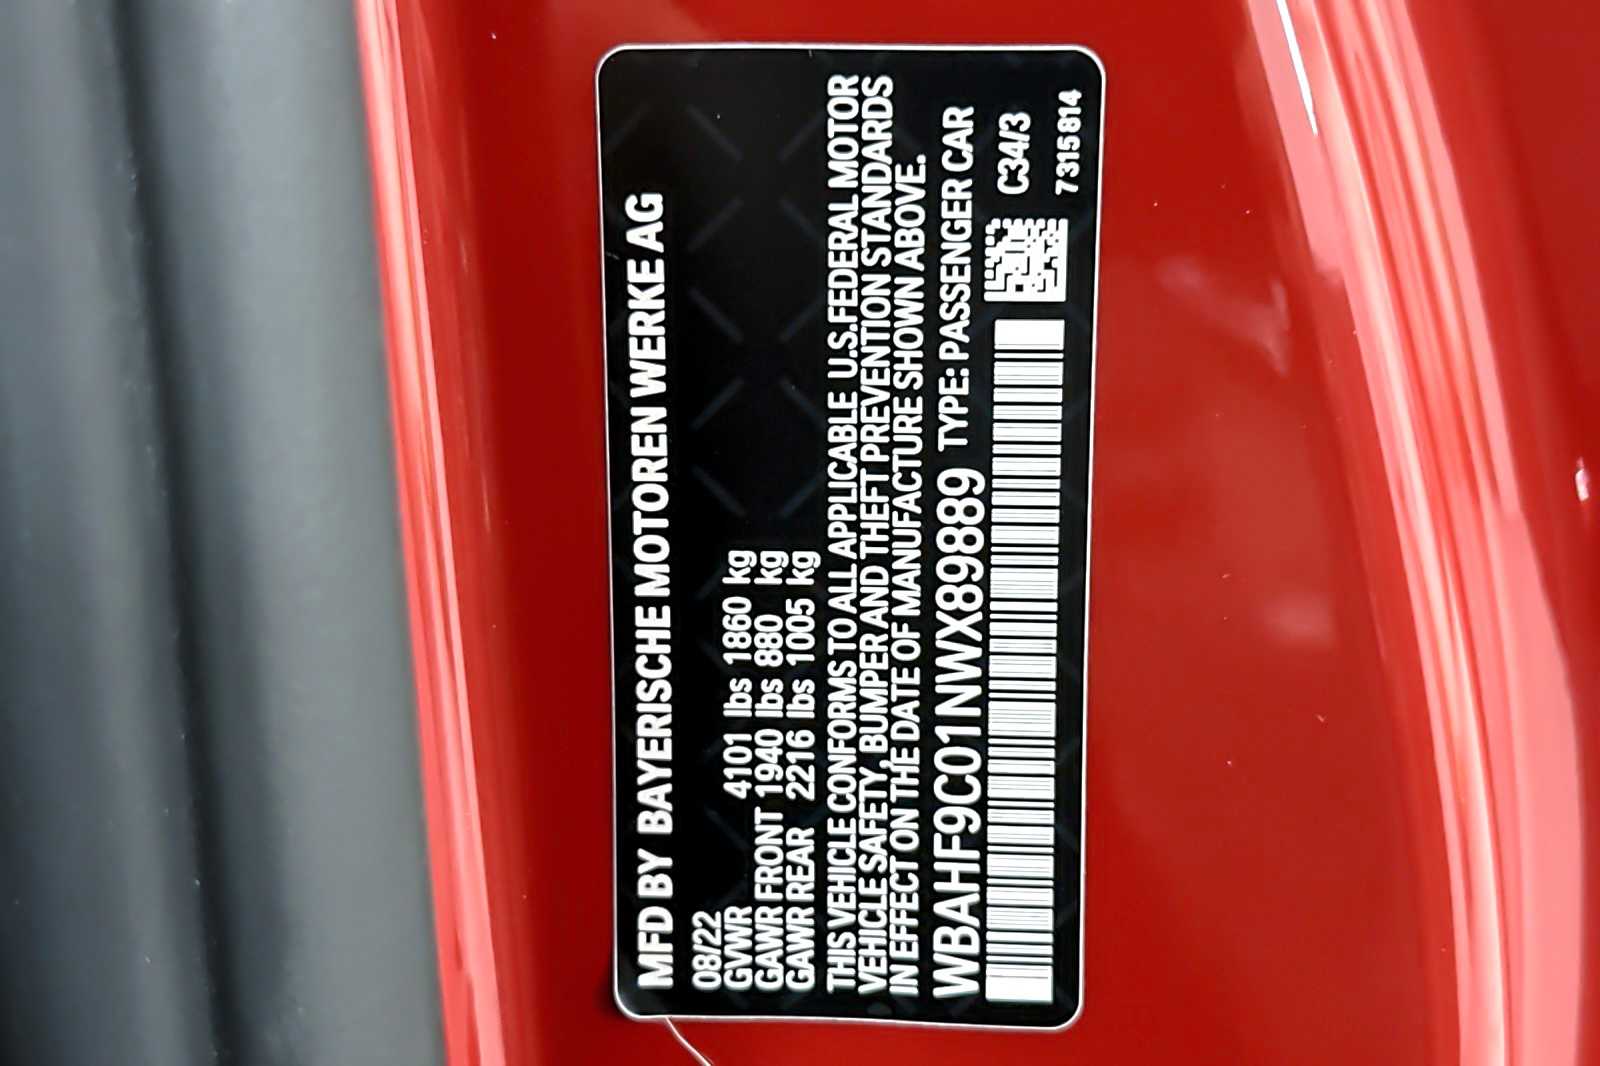 MFD BY BAYERISCHE MOTOREN WERKE AG
08/22
GVWR 4101 lbs 1860 kg
GAWR FRONT 1940 lbs 880 kg
GAWR REAR 2216 lbs 1005 kg
THIS VEHICLE CONFORMS TO ALL APPLICABLE U.S.FEDERAL MOTOR
VEHICLE SAFETY, BUMPER AND THEFT PREVENTION STANDARDS
IN EFFECT ON THE DATE OF MANUFACTURE SHOWN ABOVE.
WBAHF9C01NWX89889 TYPE: PASSENGER CAR
C34/3
7315814